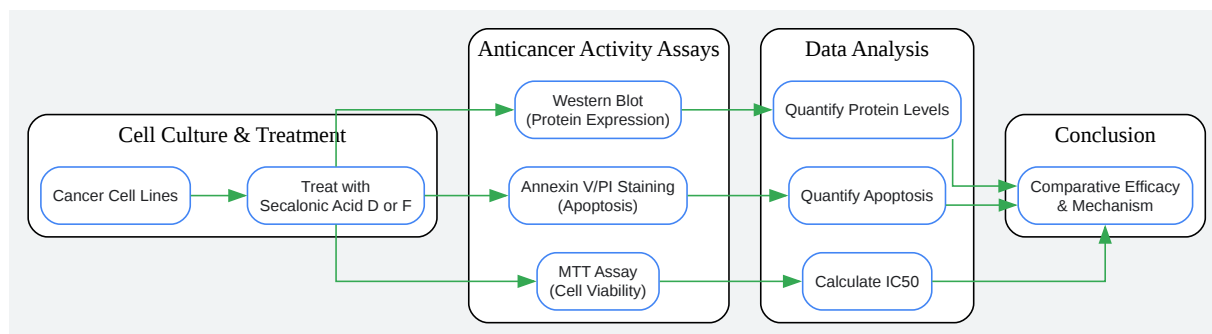 Cell Culture & Treatment
Cancer Cell Lines
Treat with
Secalonic Acid D or F
Anticancer Activity Assays
Western Blot
(Protein Expression)
Annexin V/PI Staining
(Apoptosis)
MTT Assay
(Cell Viability)
Data Analysis
Quantify Protein Levels
Quantify Apoptosis
Calculate IC50
Conclusion
Comparative Efficacy
& Mechanism